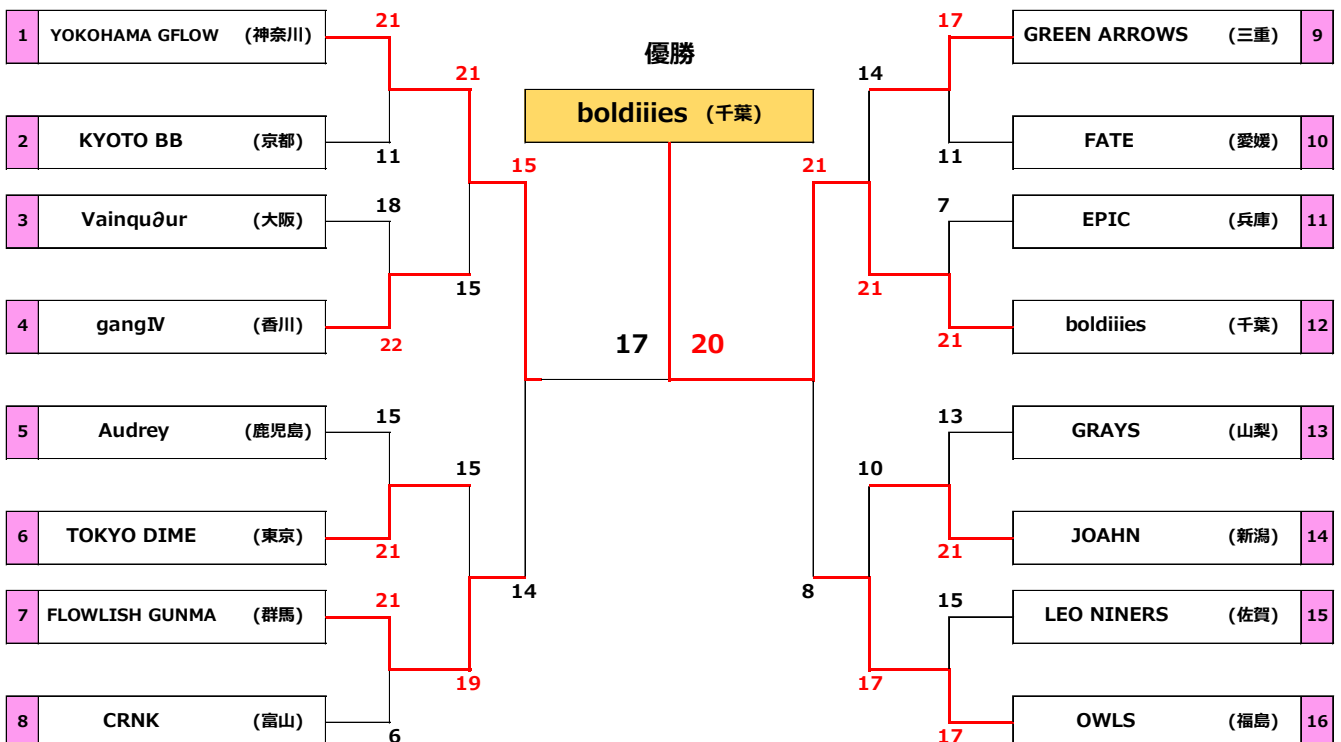 優勝
boldiiies (千葉)
17 20
1 YOKOHAMA GFLOW (神奈川)
21
21
2 KYOTO BB (京都)
11
15
3 Vainqu∂ur (大阪)
18
15
4 gangⅣ (香川)
22
5 Audrey (鹿児島)
15
15
6 TOKYO DIME (東京)
21
14
7 FLOWLISH GUNMA (群馬)
21
19
8 CRNK (富山)
6
17
GREEN ARROWS (三重) 9
14
11
FATE (愛媛) 10
21
7
EPIC (兵庫) 11
21
21
boldiiies (千葉) 12
13
GRAYS (山梨) 13
10
21
JOAHN (新潟) 14
8
15
LEO NINERS (佐賀) 15
17
17
OWLS (福島) 16